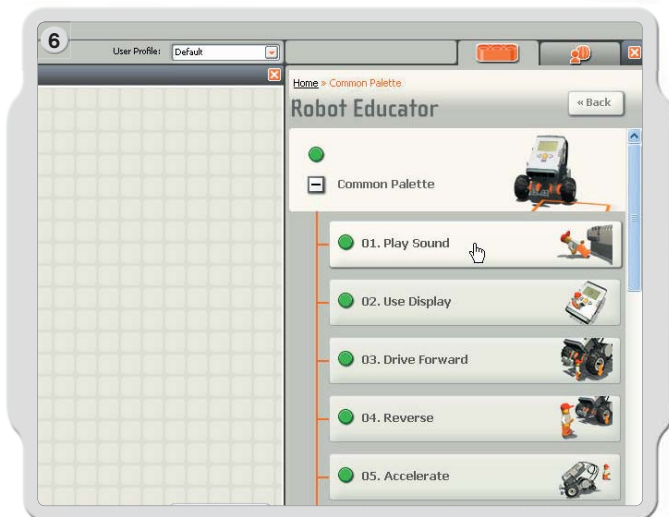 6
User Profile: Default
Home » Common Palette
Robot Educator
« Back
Common Palette
01. Play Sound
02. Use Display
03. Drive Forward
04. Reverse
05. Accelerate